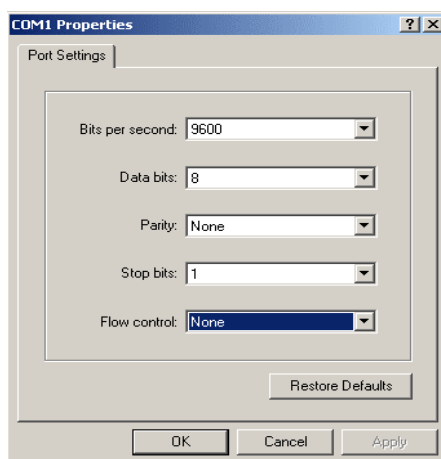 COM1 Properties
Port Settings
Bits per second: 9600
Data bits: 8
Parity: None
Stop bits: 1
Flow control: None
Restore Defaults
OK Cancel Apply